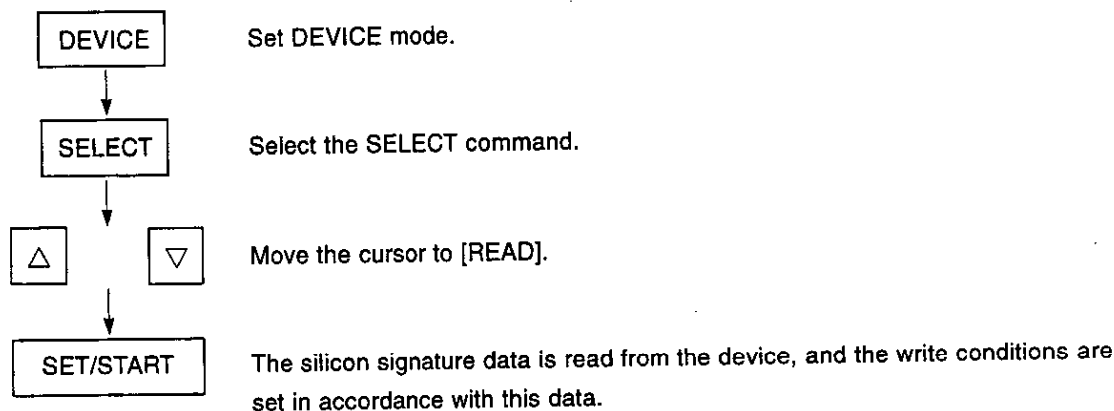 DEVICE Set DEVICE mode.
SELECT Select the SELECT command.
△ ▽ Move the cursor to [READ].
SET/START The silicon signature data is read from the device, and the write conditions are
set in accordance with this data.